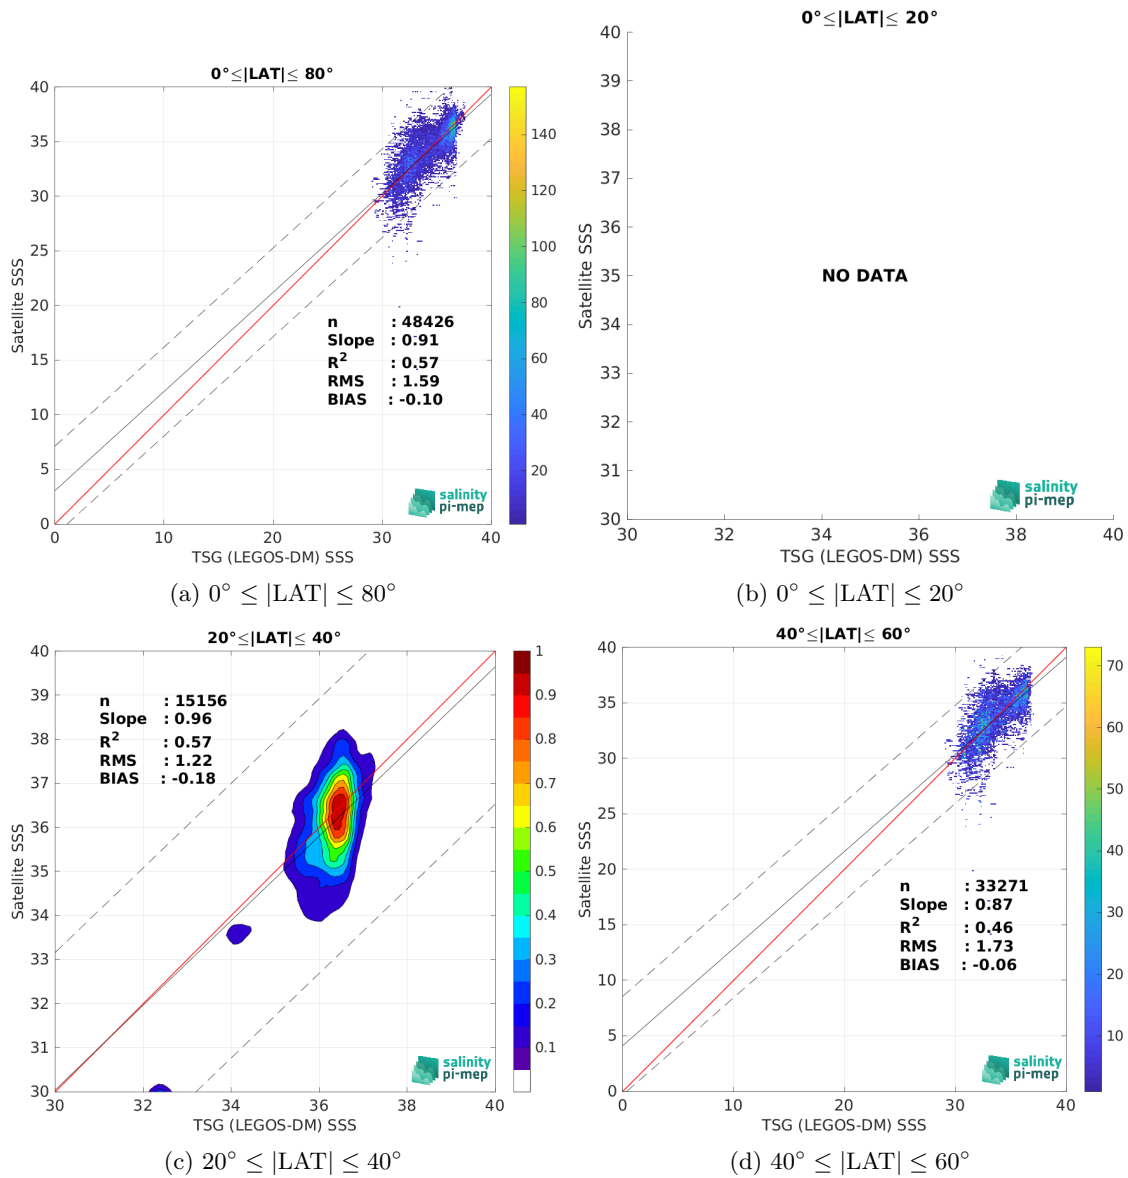 0°≤|LAT|≤ 80°
40
35
30
25
20
15
10
5
0
0
10
20
30
40
Satellite SSS
TSG (LEGOS-DM) SSS
n : 48426
Slope : 0.91
R² : 0.57
RMS : 1.59
BIAS : -0.10
salinity
pi-mep
140
120
100
80
60
40
20
(a) 0° ≤ |LAT| ≤ 80°
0°≤|LAT|≤ 20°
40
39
38
37
36
35
34
33
32
31
30
30
32
34
36
38
40
Satellite SSS
TSG (LEGOS-DM) SSS
NO DATA
salinity
pi-mep
(b) 0° ≤ |LAT| ≤ 20°
20°≤|LAT|≤ 40°
40
39
38
37
36
35
34
33
32
31
30
30
32
34
36
38
40
Satellite SSS
TSG (LEGOS-DM) SSS
n : 15156
Slope : 0.96
R² : 0.57
RMS : 1.22
BIAS : -0.18
salinity
pi-mep
1
0.9
0.8
0.7
0.6
0.5
0.4
0.3
0.2
0.1
(c) 20° ≤ |LAT| ≤ 40°
40°≤|LAT|≤ 60°
40
35
30
25
20
15
10
5
0
0
10
20
30
40
Satellite SSS
TSG (LEGOS-DM) SSS
n : 33271
Slope : 0.87
R² : 0.46
RMS : 1.73
BIAS : -0.06
salinity
pi-mep
70
60
50
40
30
20
10
(d) 40° ≤ |LAT| ≤ 60°